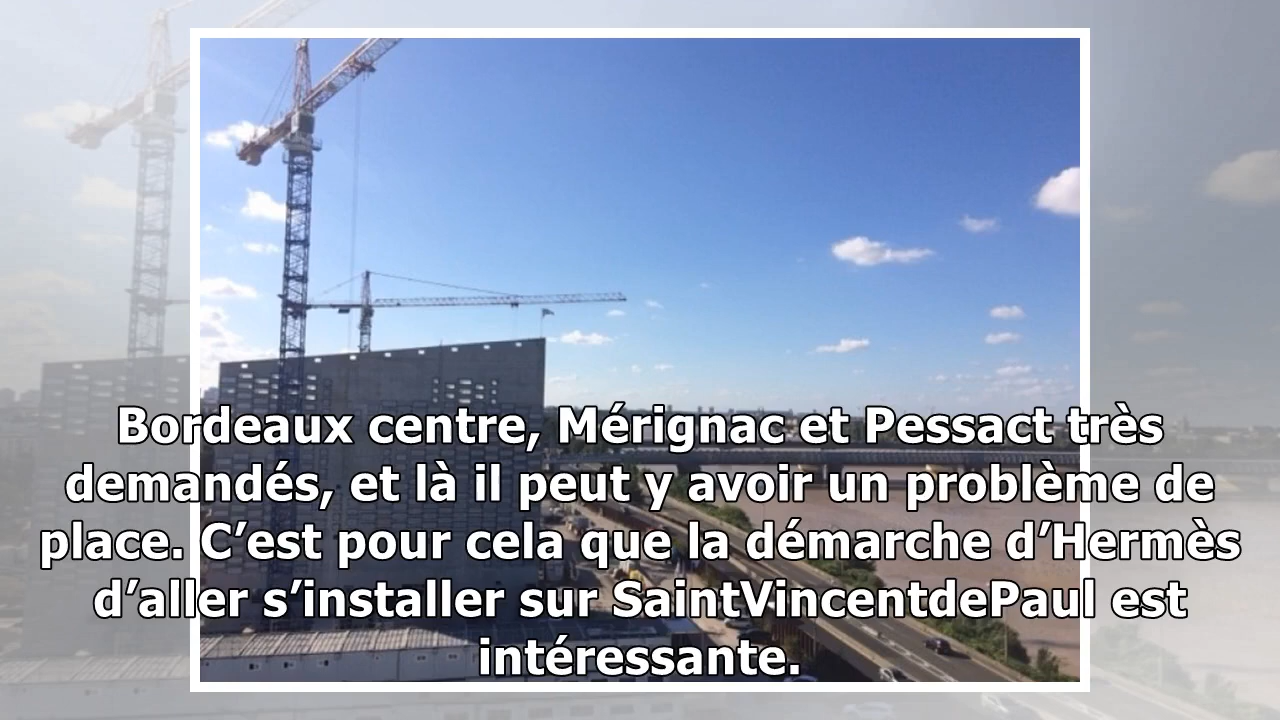 Bordeaux centre, Mérignac et Pessact très
demandés, et là il peut y avoir un problème de
place. C’est pour cela que la démarche d’Hermès
d’aller s’installer sur SaintVincentdePaul est
intéressante.